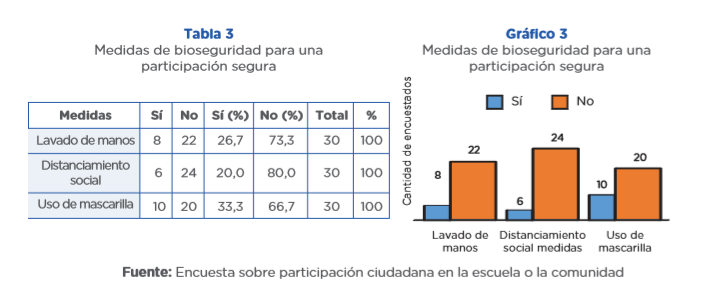 Tabla 3
Medidas de bioseguridad para una
participación segura
Medidas Sí No Sí (%) No (%) Total %
Lavado de manos 8 22 26,7 73,3 30 100
Distanciamiento
social 6 24 20,0 80,0 30 100
Uso de mascarilla 10 20 33,3 66,7 30 100
Gráfico 3
Medidas de bioseguridad para una
participación segura
Cantidad de encuestados
Sí No
8 22 6 24 10 20
Lavado de
manos
Distanciamiento
social medidas
Uso de
mascarilla
Fuente: Encuesta sobre participación ciudadana en la escuela o la comunidad